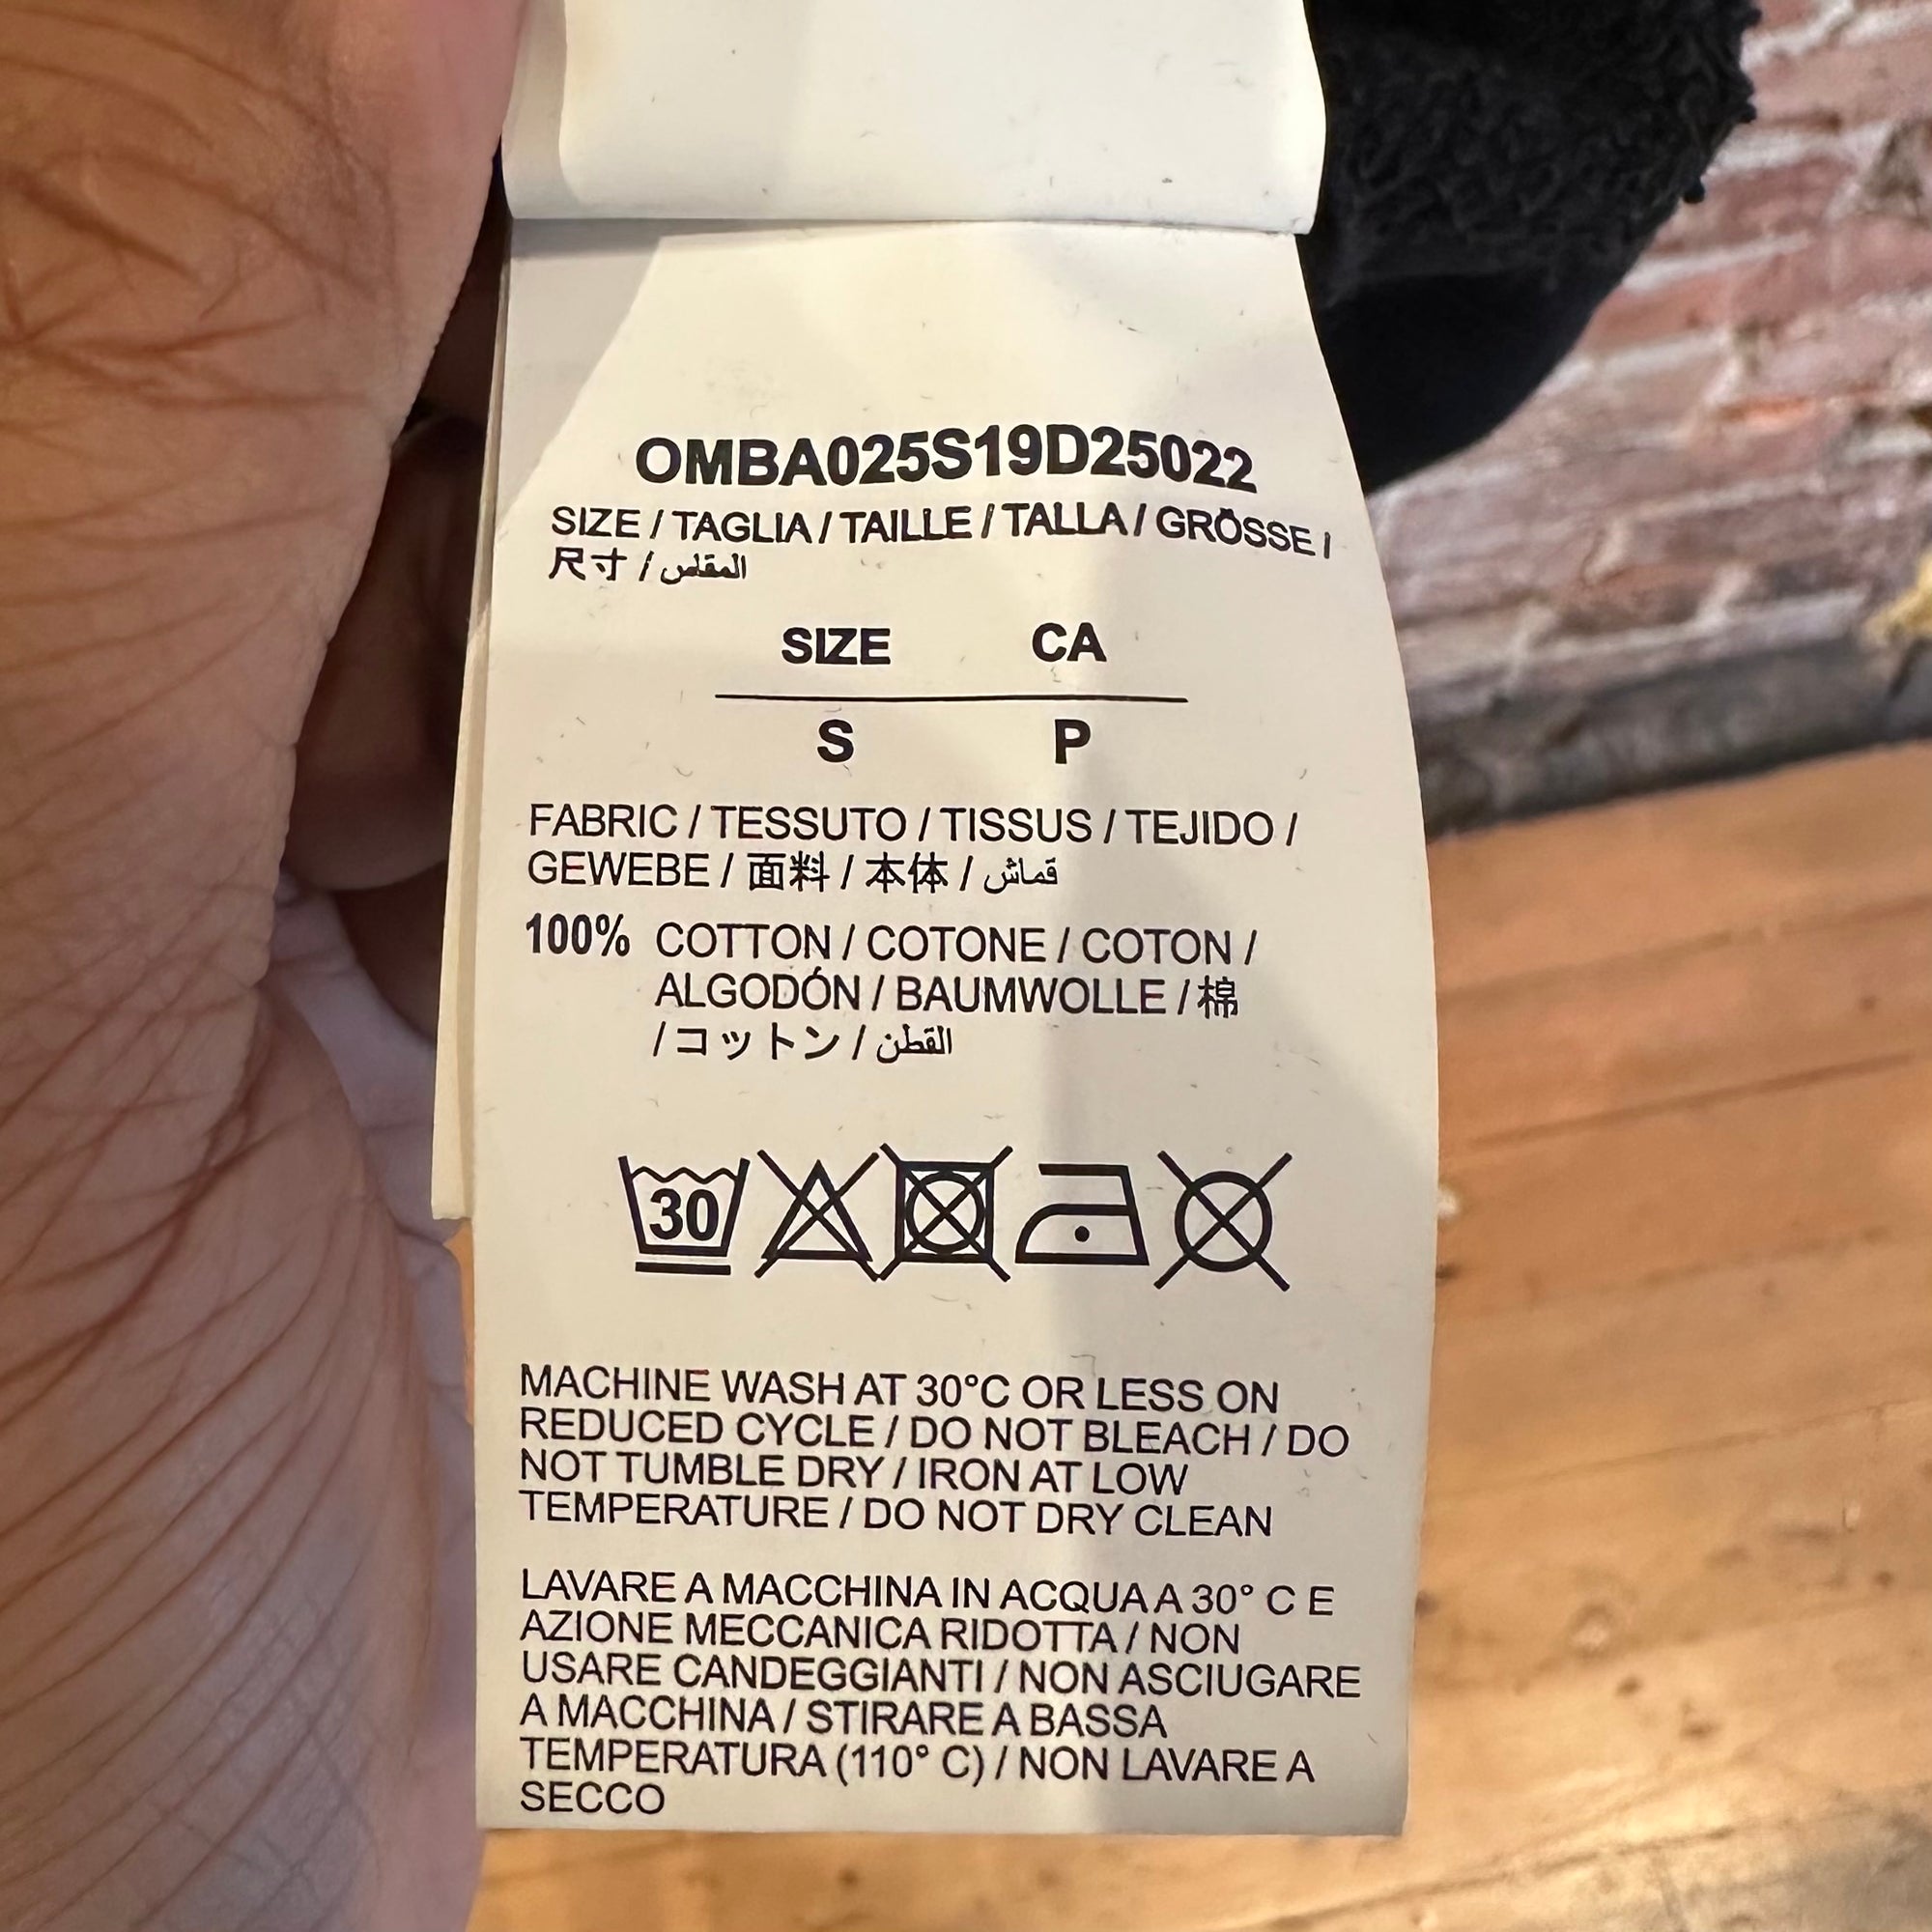 OMBA025S19D25022
SIZE / TAGLIA / TAILLE / TALLA / GRÖSSE /
尺寸 / المقاس
SIZE CA
S P
FABRIC / TESSUTO / TISSUS / TEJIDO /
GEWEBE / 面料 / 本体 / قماش
100% COTTON / COTONE / COTON /
ALGODÓN / BAUMWOLLE / 棉
/ コットン / القطن
30
MACHINE WASH AT 30°C OR LESS ON
REDUCED CYCLE / DO NOT BLEACH / DO
NOT TUMBLE DRY / IRON AT LOW
TEMPERATURE / DO NOT DRY CLEAN
LAVARE A MACCHINA IN ACQUA A 30° C E
AZIONE MECCANICA RIDOTTA / NON
USARE CANDEGGIANTI / NON ASCIUGARE
A MACCHINA / STIRARE A BASSA
TEMPERATURA (110° C) / NON LAVARE A
SECCO